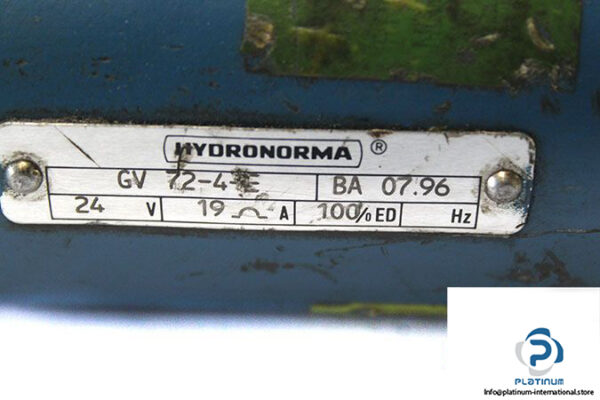 HYDRONORMA ®
GV 72-4-E BA 07.96
24 V 19 A 100% ED Hz
PLATINUM
Info@platinum-international.store